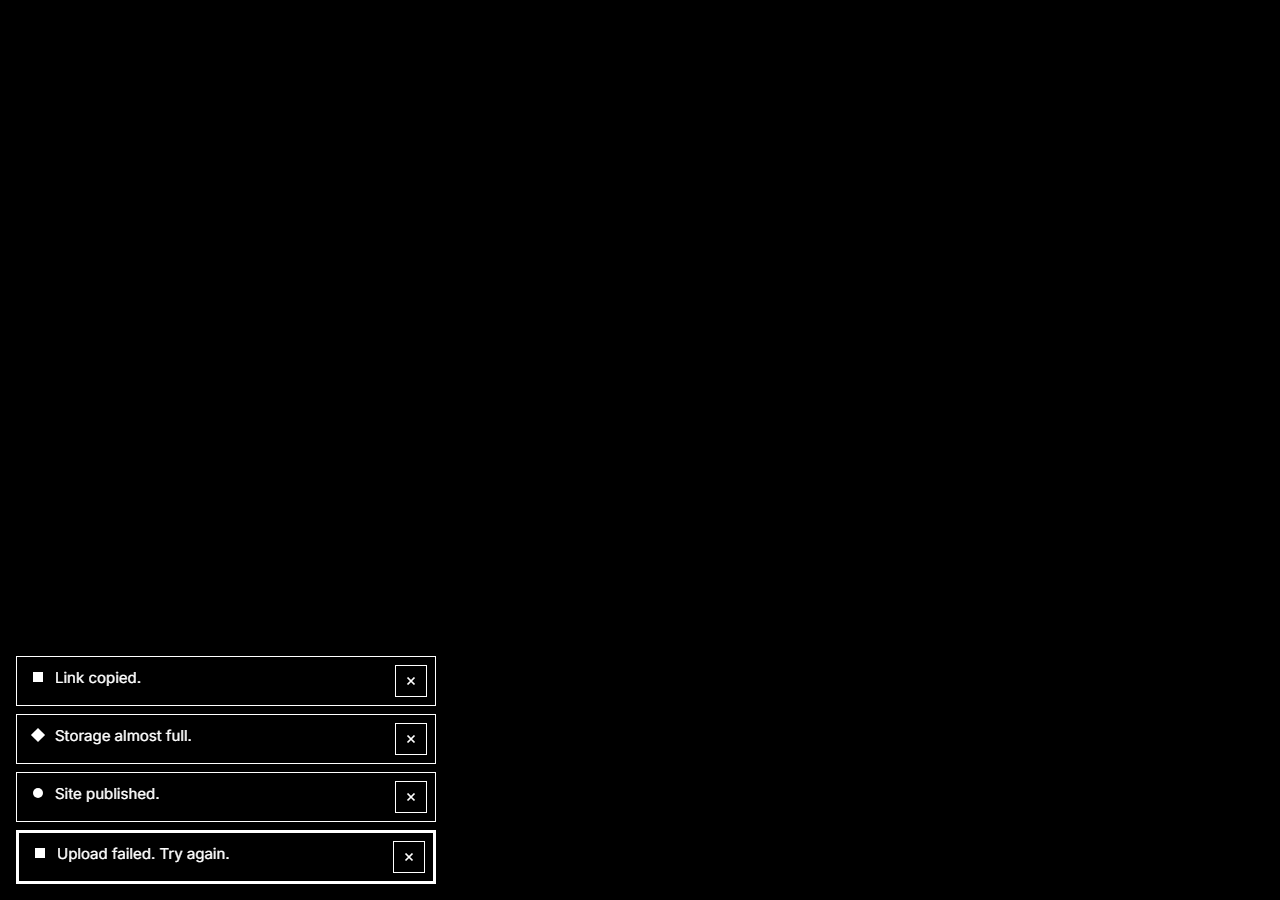 Link copied.
Storage almost full.
Site published.
Upload failed. Try again.